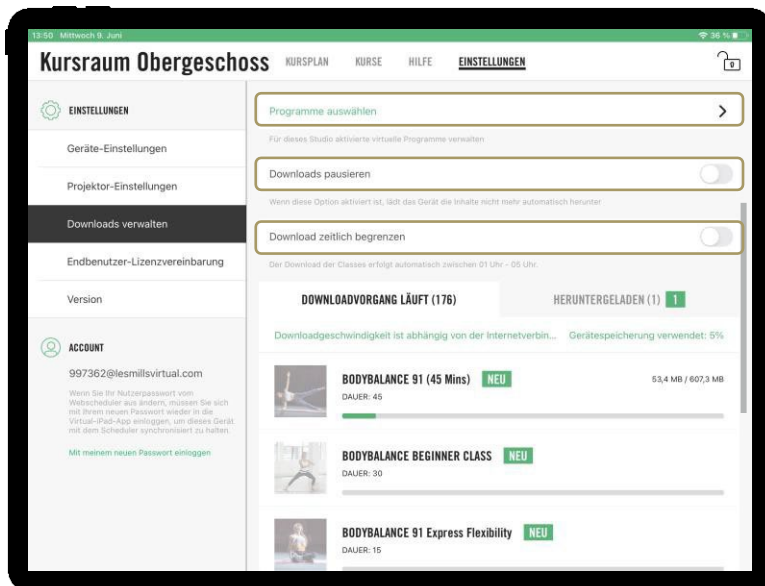 13:50 Mittwoch 9. Juni 36 %
Kursraum Obergeschoss KURSPLAN KURSE HILFE EINSTELLUNGEN
EINSTELLUNGEN
Geräte-Einstellungen
Projektor-Einstellungen
Downloads verwalten
Endbenutzer-Lizenzvereinbarung
Version
ACCOUNT
997362@lesmillsvirtual.com
Wenn Sie Ihr Nutzerpasswort vom
Webscheduler aus ändern, müssen Sie sich
mit Ihrem neuen Passwort wieder in die
Virtual-iPad-App einloggen, um dieses Gerät
mit dem Scheduler synchronisiert zu halten.
Mit meinem neuen Passwort einloggen
Programme auswählen
Für dieses Studio aktivierte virtuelle Programme verwalten
Downloads pausieren
Wenn diese Option aktiviert ist, lädt das Gerät die Inhalte nicht mehr automatisch herunter
Download zeitlich begrenzen
Der Download der Classes erfolgt automatisch zwischen 01 Uhr - 05 Uhr.
DOWNLOADVORGANG LÄUFT (176) HERUNTERGELADEN (1) 1
Downloadgeschwindigkeit ist abhängig von der Internetverbin... Gerätespeicherung verwendet: 5%
BODYBALANCE 91 (45 Mins) NEU 53,4 MB / 607,3 MB
DAUER: 45
BODYBALANCE BEGINNER CLASS NEU
DAUER: 30
BODYBALANCE 91 Express Flexibility NEU
DAUER: 15